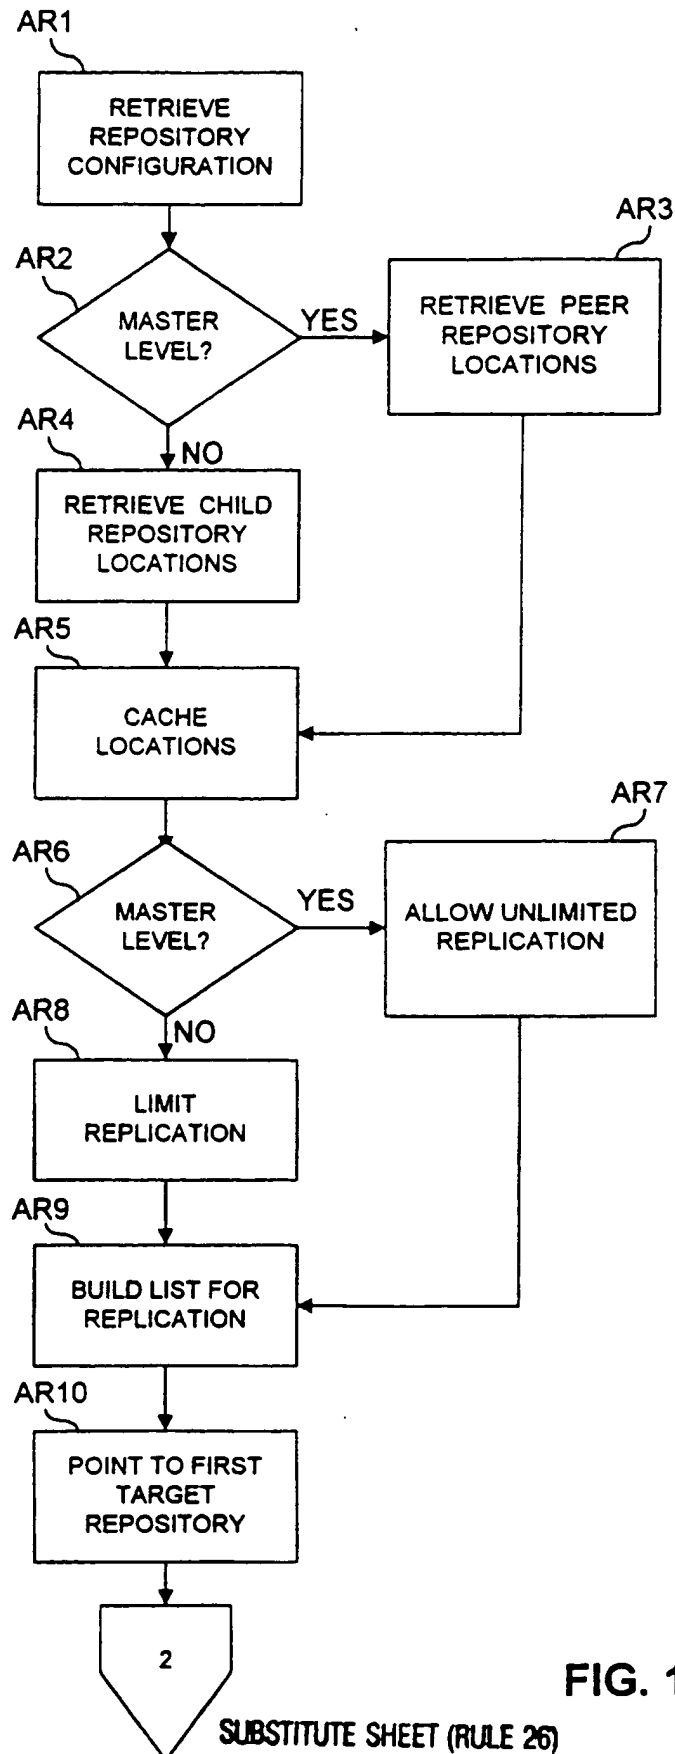 AR1
RETRIEVE
REPOSITORY
CONFIGURATION
AR2
MASTER
LEVEL?
YES
AR3
RETRIEVE PEER
REPOSITORY
LOCATIONS
NO
AR4
RETRIEVE CHILD
REPOSITORY
LOCATIONS
AR5
CACHE
LOCATIONS
AR6
MASTER
LEVEL?
YES
AR7
ALLOW UNLIMITED
REPLICATION
NO
AR8
LIMIT
REPLICATION
AR9
BUILD LIST FOR
REPLICATION
AR10
POINT TO FIRST
TARGET
REPOSITORY
2
FIG. 1
SUBSTITUTE SHEET (RULE 26)